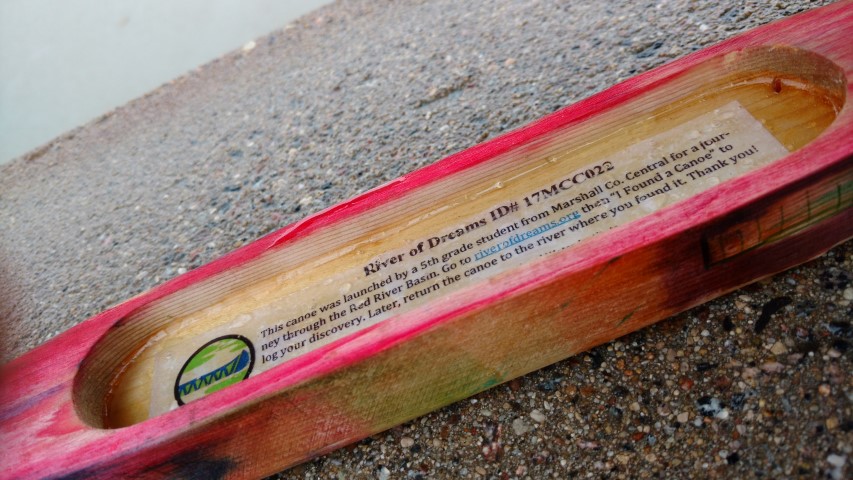 River of Dreams ID# 17MCC022
This canoe was launched by a 5th grade student from Marshall Co. Central for a jour-
ney through the Red River Basin. Go to riverofdreams.org then "I Found a Canoe" to
log your discovery. Later, return the canoe to the river where you found it. Thank you!